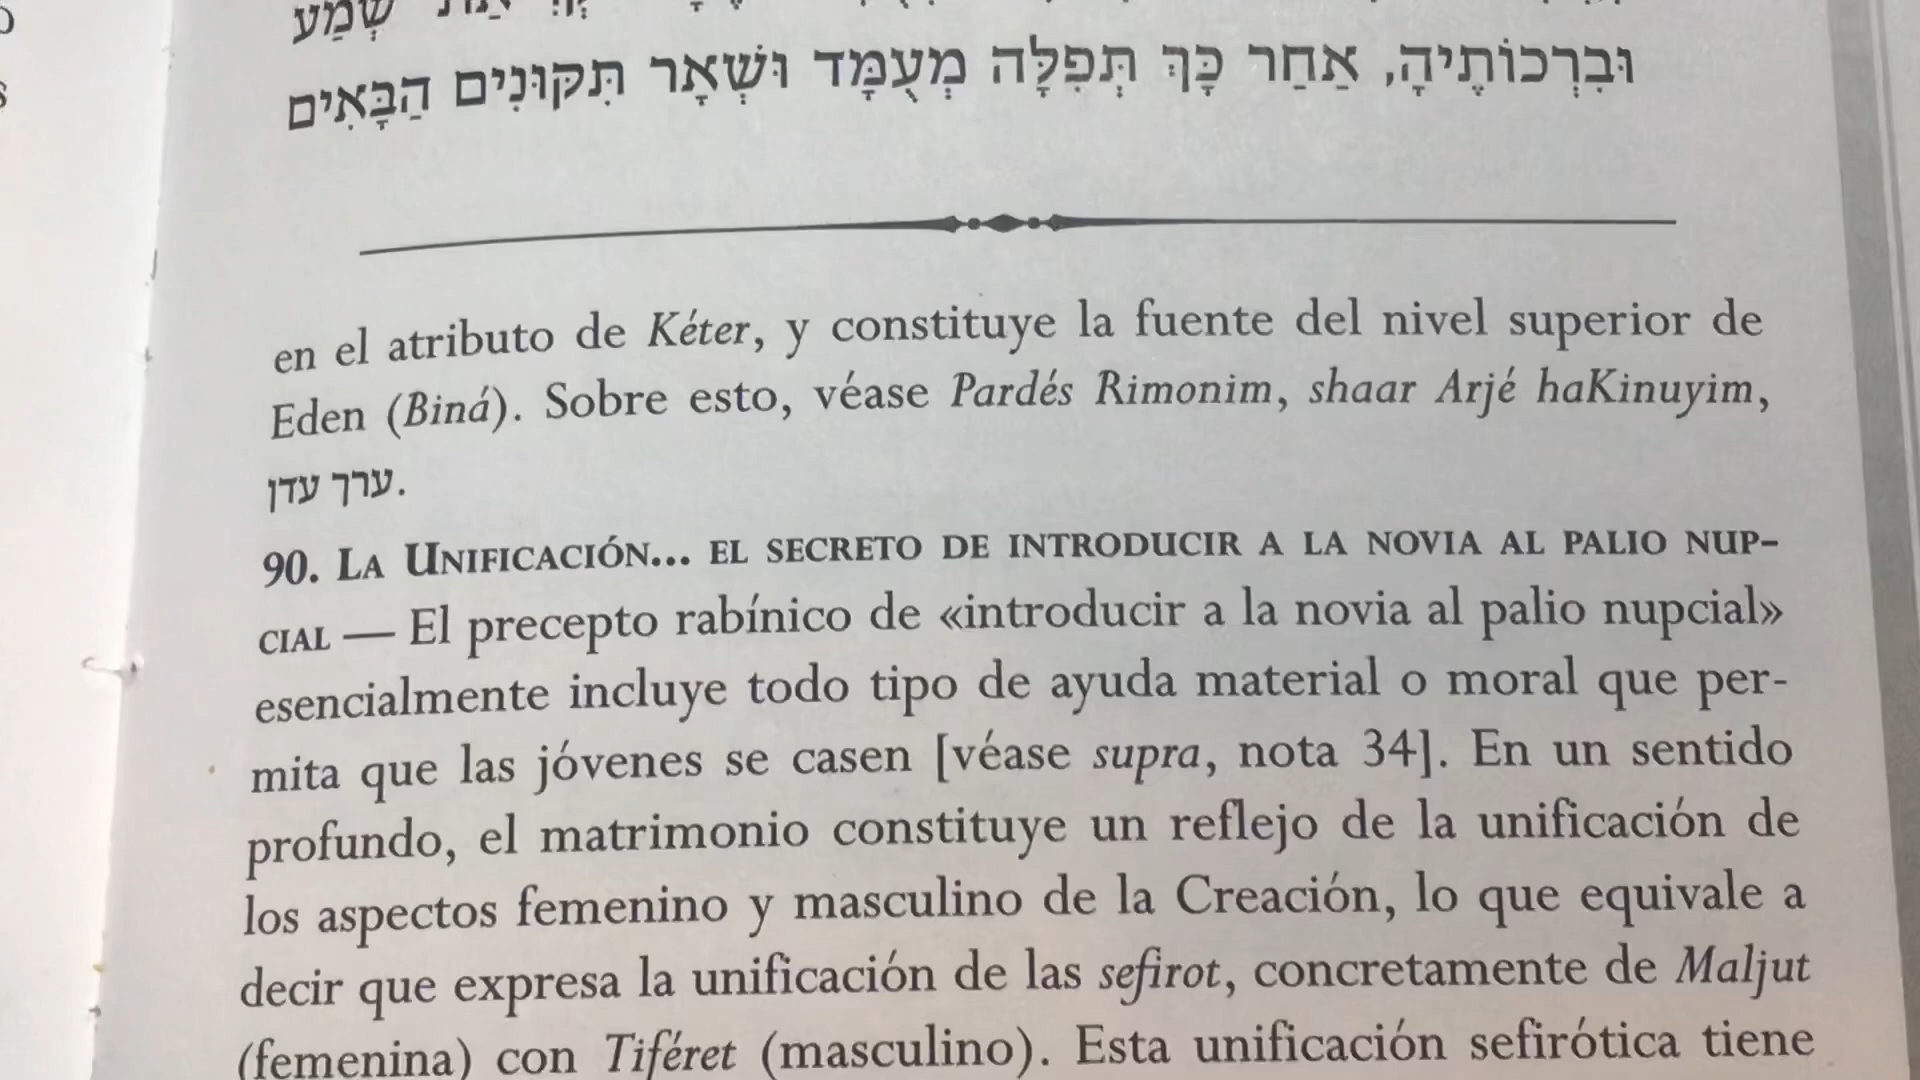 שְׁמַע
וּבִרְכוֹתֶיהָ, אַחַר כָּךְ תְּפִלָּה מְעֻמָּד וּשְׁאָר תִּקּוּנִים הַבָּאִים
en el atributo de Kéter, y constituye la fuente del nivel superior de
Eden (Biná). Sobre esto, véase Pardés Rimonim, shaar Arjé haKinuyim,
ערך עדן.
90. La Unificación... el secreto de introducir a la novia al palio nup-
cial — El precepto rabínico de «introducir a la novia al palio nupcial»
esencialmente incluye todo tipo de ayuda material o moral que per-
mita que las jóvenes se casen [véase supra, nota 34]. En un sentido
profundo, el matrimonio constituye un reflejo de la unificación de
los aspectos femenino y masculino de la Creación, lo que equivale a
decir que expresa la unificación de las sefirot, concretamente de Maljut
(femenina) con Tiféret (masculino). Esta unificación sefirótica tiene